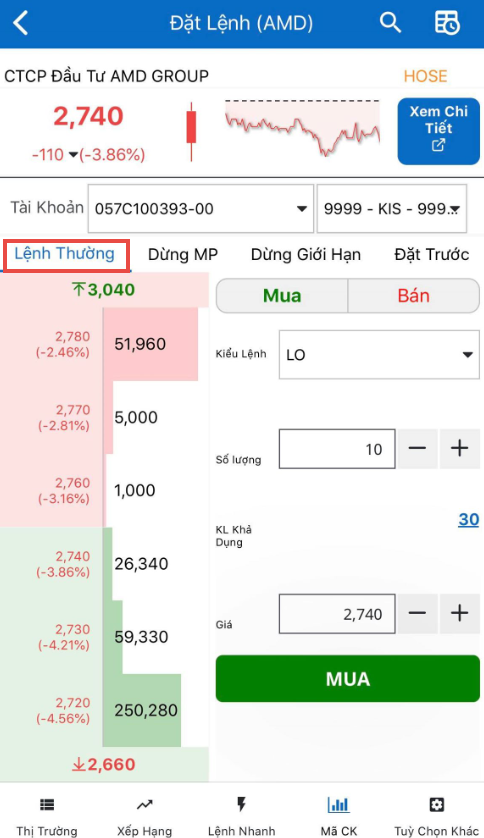 Đặt Lệnh (AMD)
CTCP Đầu Tư AMD GROUP
HOSE
2,740
-110 (-3.86%)
Xem Chi
Tiết
Tài Khoản
057C100393-00
9999 - KIS - 999...
Lệnh Thường
Dừng MP
Dừng Giới Hạn
Đặt Trước
3,040
Mua
Bán
2,780
(-2.46%)
51,960
Kiểu Lệnh
LO
2,770
(-2.81%)
5,000
Số lượng
10
2,760
(-3.16%)
1,000
KL Khả
Dụng
30
2,740
(-3.86%)
26,340
Giá
2,740
2,730
(-4.21%)
59,330
MUA
2,720
(-4.56%)
250,280
2,660
Thị Trường
Xếp Hạng
Lệnh Nhanh
Mã CK
Tuỳ Chọn Khác